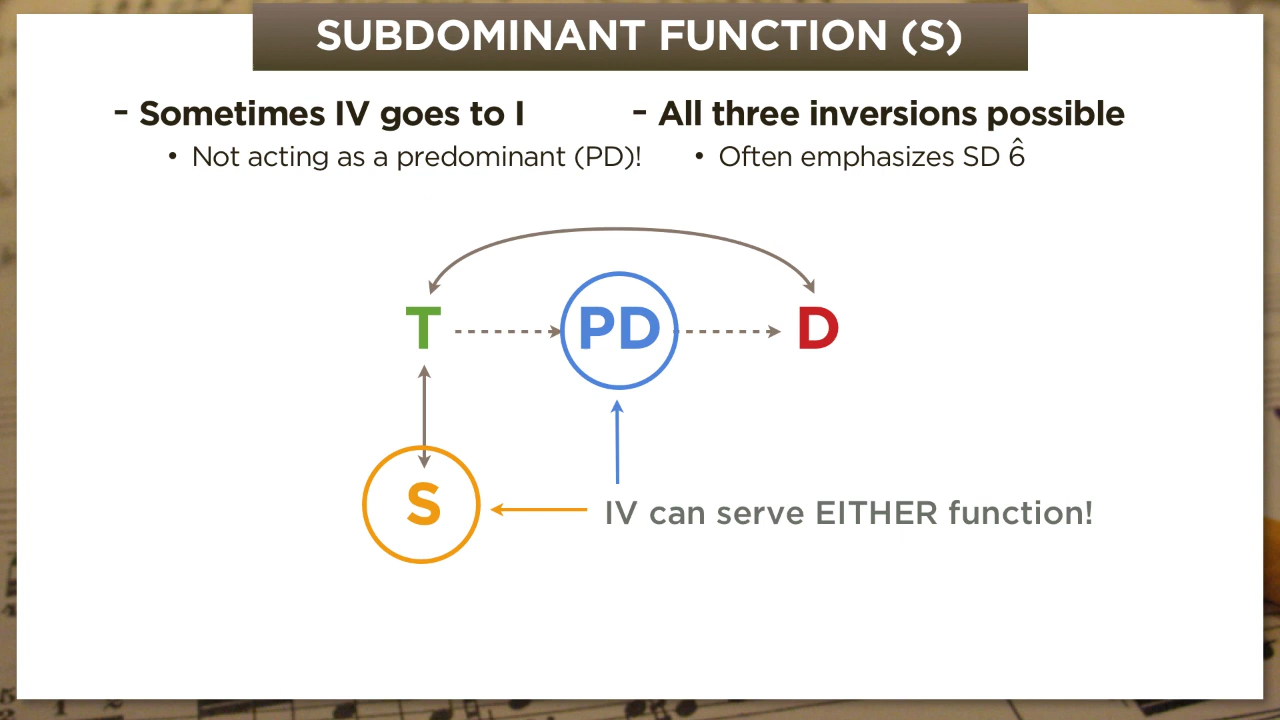 SUBDOMINANT FUNCTION (S)
- Sometimes IV goes to I
• Not acting as a predominant (PD)!
- All three inversions possible
• Often emphasizes SD 6̂
T
PD
D
S
IV can serve EITHER function!